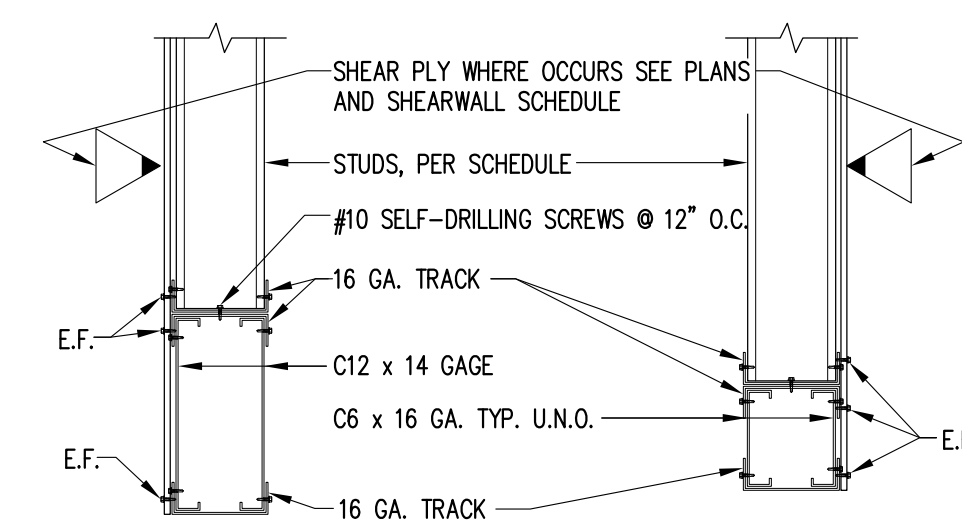 SHEAR PLY WHERE OCCURS SEE PLANS
AND SHEARWALL SCHEDULE
STUDS, PER SCHEDULE
#10 SELF-DRILLING SCREWS @ 12" O.C.
16 GA. TRACK
E.F.
C12 x 14 GAGE
C6 x 16 GA. TYP. U.N.O.
E.
E.F.
16 GA. TRACK